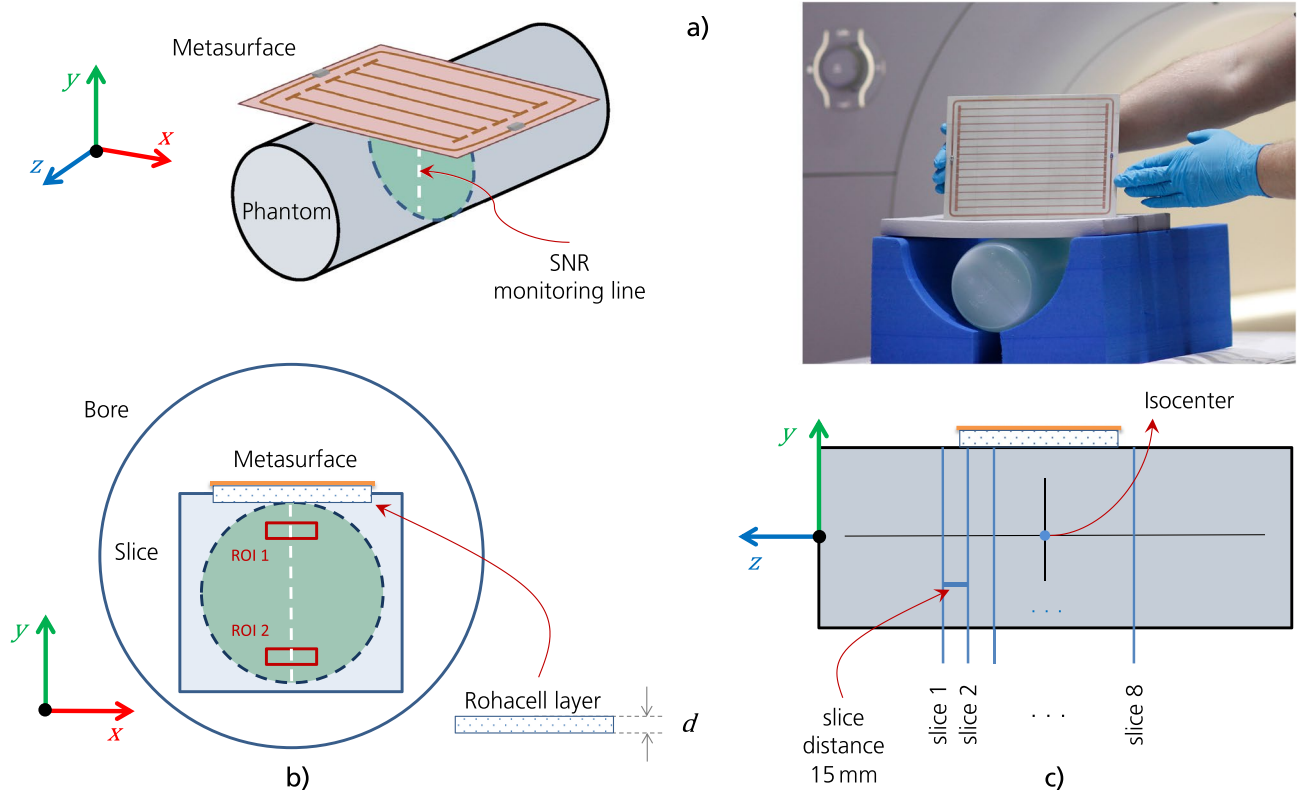 a)
Metasurface
y
x
z
Phantom
SNR
monitoring line
Bore
Metasurface
Slice
ROI 1
ROI 2
y
x
Rohacell layer
d
b)
Isocenter
y
z
. . .
slice 1
slice 2
. . .
slice 8
slice
distance
15 mm
c)